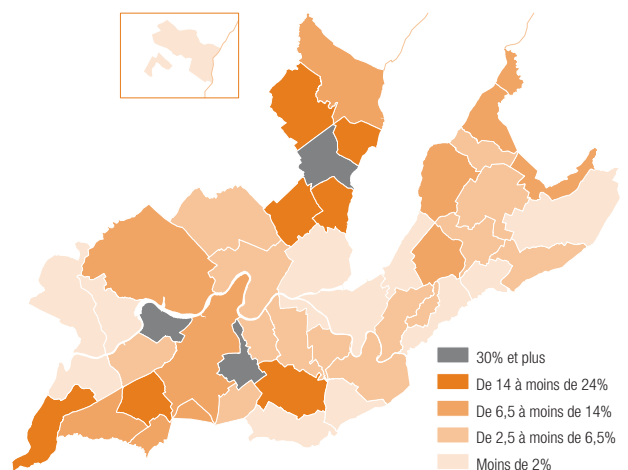 30% et plus
De 14 à moins de 24%
De 6,5 à moins de 14%
De 2,5 à moins de 6,5%
Moins de 2%